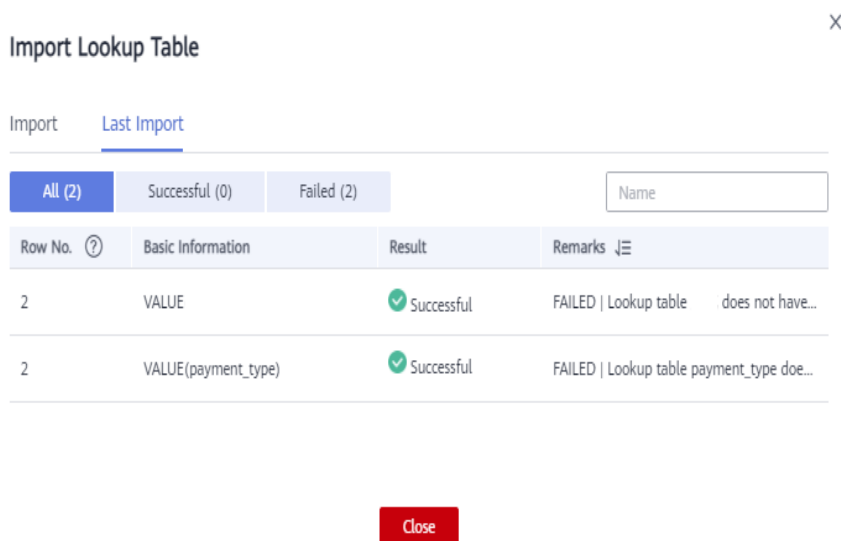 X
Import Lookup Table
Import Last Import
All (2) Successful (0) Failed (2) Name
Row No. ? Basic Information Result Remarks
2 VALUE Successful FAILED | Lookup table does not have...
2 VALUE(payment_type) Successful FAILED | Lookup table payment_type doe...
Close